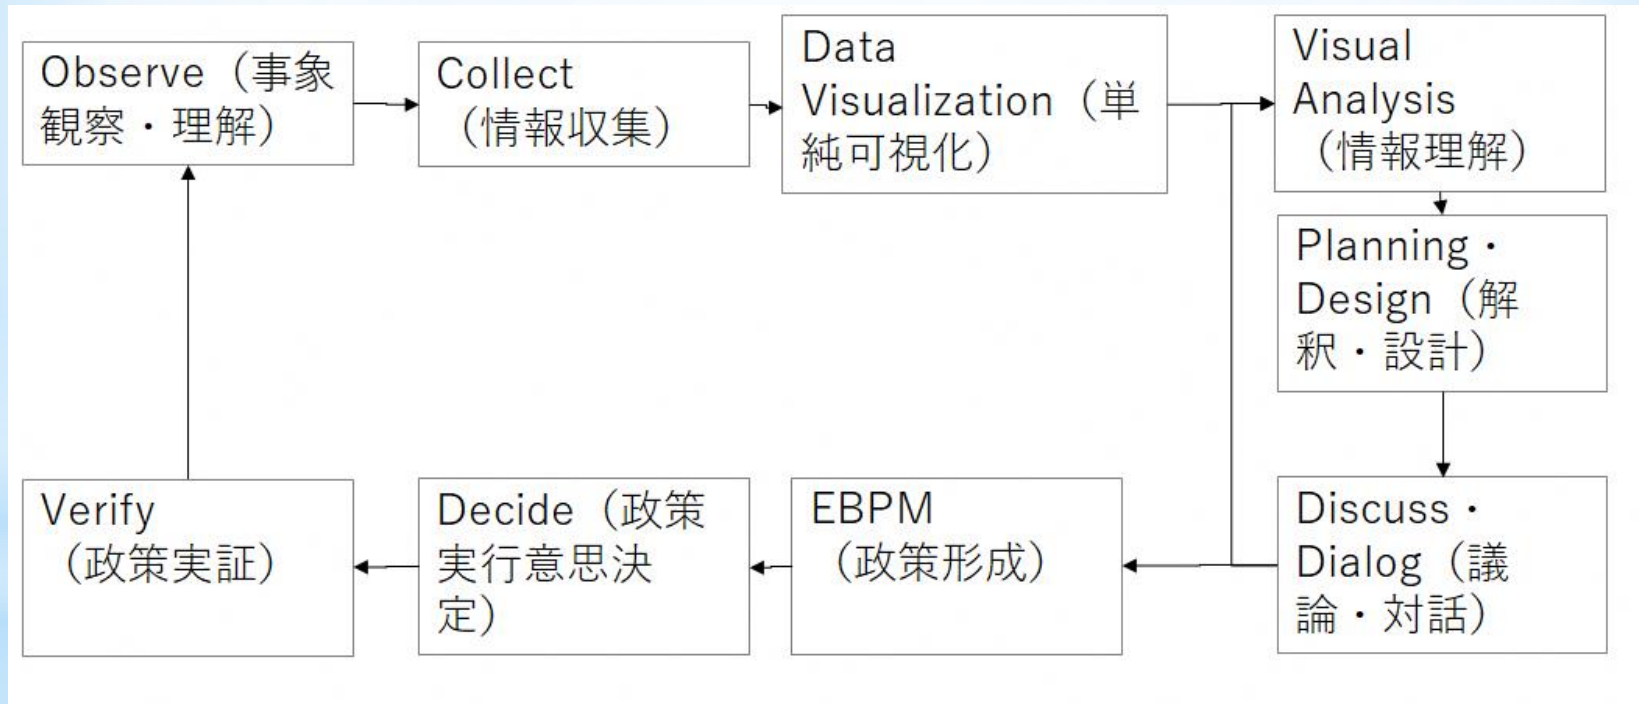 Observe（事象
観察・理解）
Collect
（情報収集）
Data
Visualization（単
純可視化）
Visual
Analysis
（情報理解）
Planning・
Design（解
釈・設計）
Discuss・
Dialog（議
論・対話）
EBPM
（政策形成）
Decide（政策
実行意思決
定）
Verify
（政策実証）